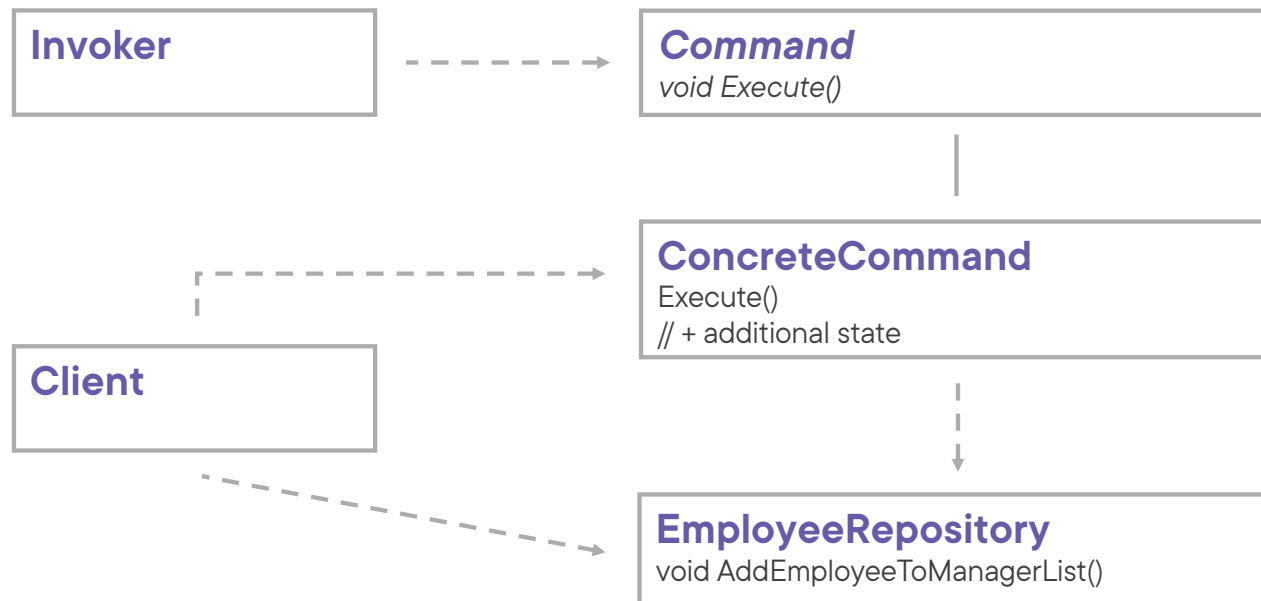 Invoker
Command
void Execute()
ConcreteCommand
Execute()
// + additional state
Client
EmployeeRepository
void AddEmployeeToManagerList()